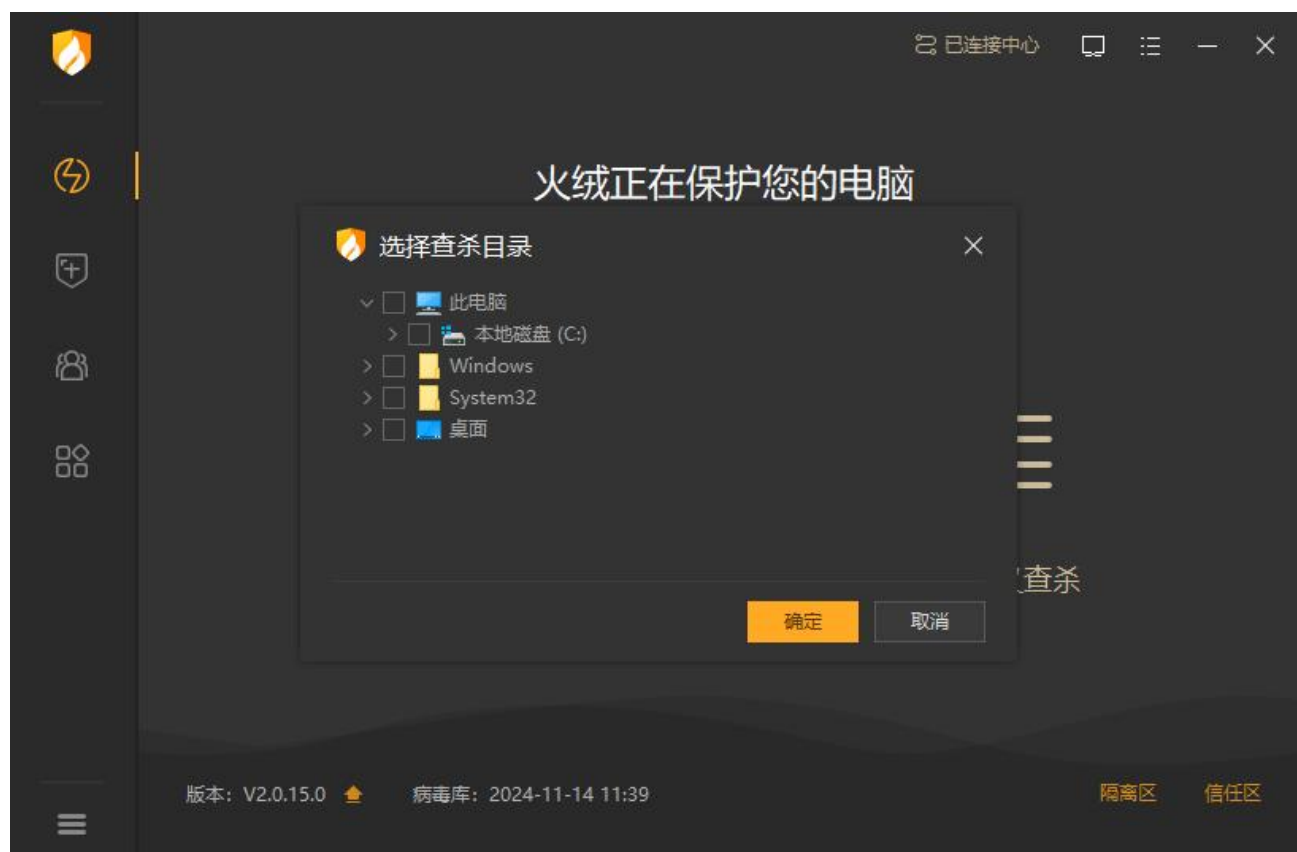 已连接中心
火绒正在保护您的电脑
选择查杀目录
此电脑
本地磁盘 (C:)
Windows
System32
桌面
查杀
确定
取消
版本：V2.0.15.0
病毒库：2024-11-14 11:39
隔离区
信任区